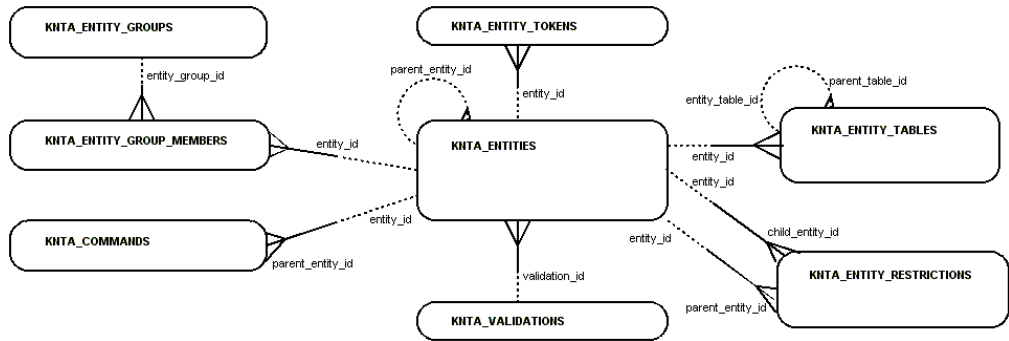 KNTA_ENTITY_GROUPS
KNTA_ENTITY_TOKENS
entity_group_id
parent_entity_id
entity_id
parent_table_id
entity_table_id
KNTA_ENTITY_GROUP_MEMBERS
entity_id
KNTA_ENTITIES
KNTA_ENTITY_TABLES
entity_id
entity_id
KNTA_COMMANDS
entity_id
parent_entity_id
entity_id
child_entity_id
validation_id
KNTA_ENTITY_RESTRICTIONS
parent_entity_id
KNTA_VALIDATIONS